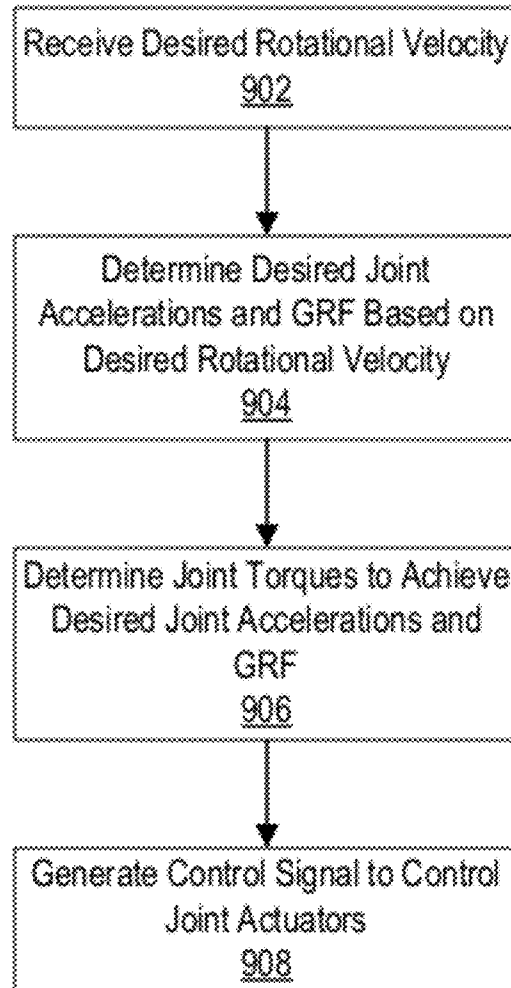 Receive Desired Rotational Velocity
902
Determine Desired Joint
Accelerations and GRF Based on
Desired Rotational Velocity
904
Determine Joint Torques to Achieve
Desired Joint Accelerations and
GRF
906
Generate Control Signal to Control
Joint Actuators
908